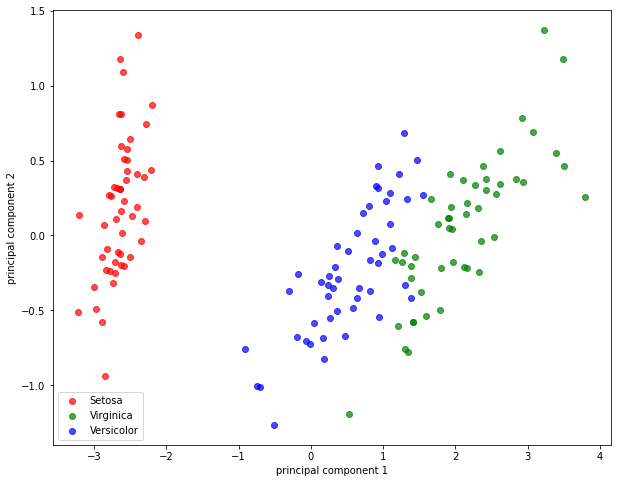 1.5
1.0
0.5
0.0
−0.5
−1.0
principal component 2
Setosa
Virginica
Versicolor
−3 −2 −1 0 1 2 3 4
principal component 1